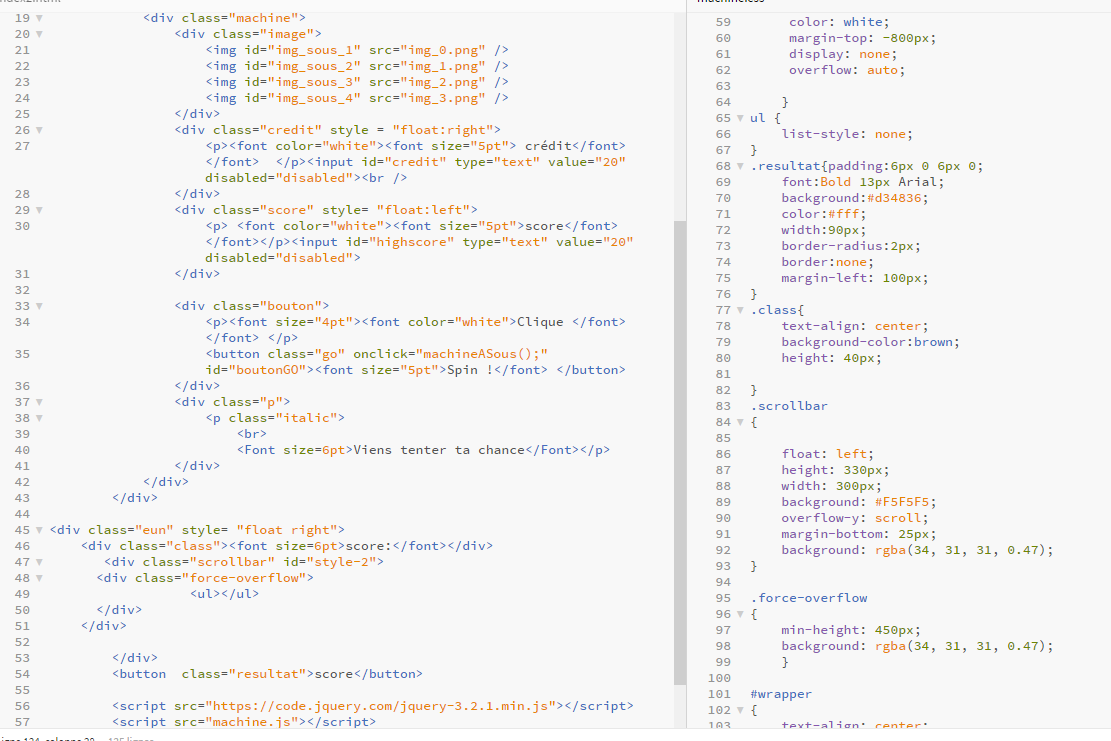 19 <div class="machine">
20 <div class="image">
21 <img id="img_sous_1" src="img_0.png" />
22 <img id="img_sous_2" src="img_1.png" />
23 <img id="img_sous_3" src="img_2.png" />
24 <img id="img_sous_4" src="img_3.png" />
25 </div>
26 <div class="credit" style = "float:right">
27 <p><font color="white"><font size="5pt"> crédit</font>
</font>  </p><input id="credit" type="text" value="20"
disabled="disabled"><br />
28 </div>
29 <div class="score" style= "float:left">
30 <p> <font color="white"><font size="5pt">score</font>
</font></p><input id="highscore" type="text" value="20"
disabled="disabled">
31 </div>
32
33 <div class="bouton">
34 <p><font size="4pt"><font color="white">Clique </font>
</font> </p>
35 <button class="go" onclick="machineASous();"
id="boutonGO"><font size="5pt">Spin !</font> </button>
36 </div>
37 <div class="p">
38 <p class="italic">
39 <br>
40 <Font size=6pt>Viens tenter ta chance</Font></p>
41 </div>
42 </div>
43 </div>
44
45 <div class="eun" style= "float right">
46 <div class="class"><font size=6pt>score:</font></div>
47 <div class="scrollbar" id="style-2">
48 <div class="force-overflow">
49 <ul></ul>
50 </div>
51 </div>
52
53 </div>
54 <button  class="resultat">score</button>
55
56 <script src="https://code.jquery.com/jquery-3.2.1.min.js"></script>
57 <script src="machine.js"></script>
59 color: white;
60 margin-top: -800px;
61 display: none;
62 overflow: auto;
63
64 }
65 ul {
66 list-style: none;
67 }
68 .resultat{padding:6px 0 6px 0;
69 font:Bold 13px Arial;
70 background:#d34836;
71 color:#fff;
72 width:90px;
73 border-radius:2px;
74 border:none;
75 margin-left: 100px;
76 }
77 .class{
78 text-align: center;
79 background-color:brown;
80 height: 40px;
81
82 }
83 .scrollbar
84 {
85
86 float: left;
87 height: 330px;
88 width: 300px;
89 background: #F5F5F5;
90 overflow-y: scroll;
91 margin-bottom: 25px;
92 background: rgba(34, 31, 31, 0.47);
93 }
94
95 .force-overflow
96 {
97 min-height: 450px;
98 background: rgba(34, 31, 31, 0.47);
99 }
100
101 #wrapper
102 {
103 text-align: center;